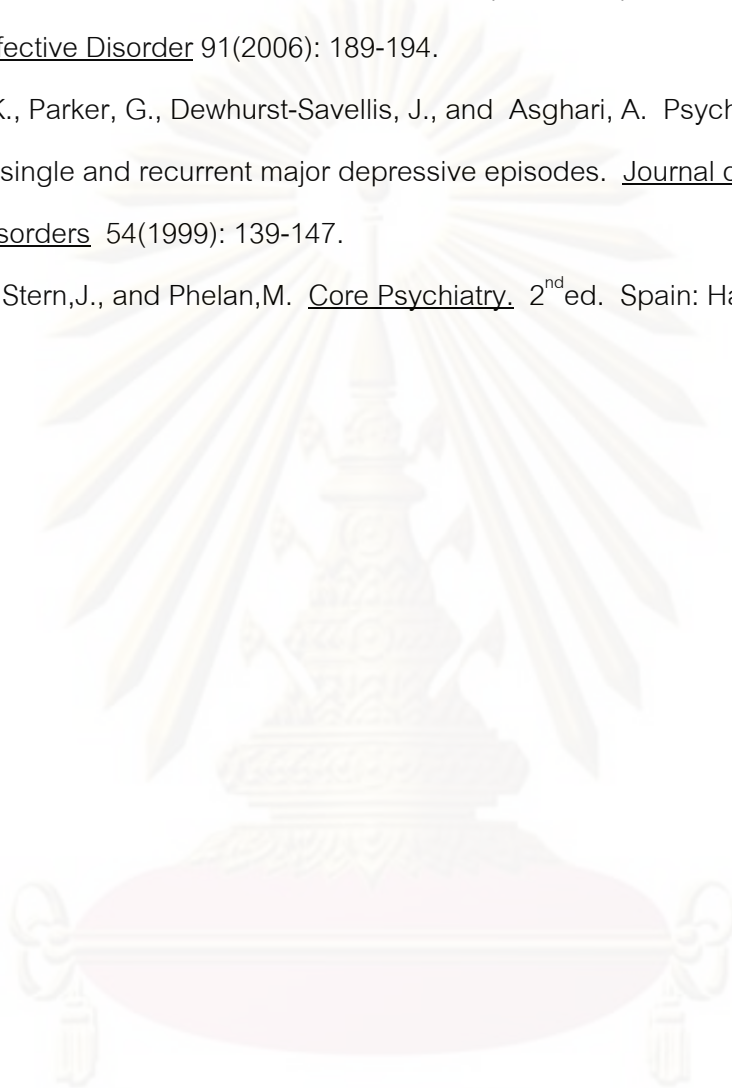 fective Disorder 91(2006): 189-194.
K., Parker, G., Dewhurst-Savellis, J., and Asghari, A. Psych
single and recurrent major depressive episodes. Journal o
sorders 54(1999): 139-147.
Stern,J., and Phelan,M. Core Psychiatry. 2nd ed. Spain: Ha